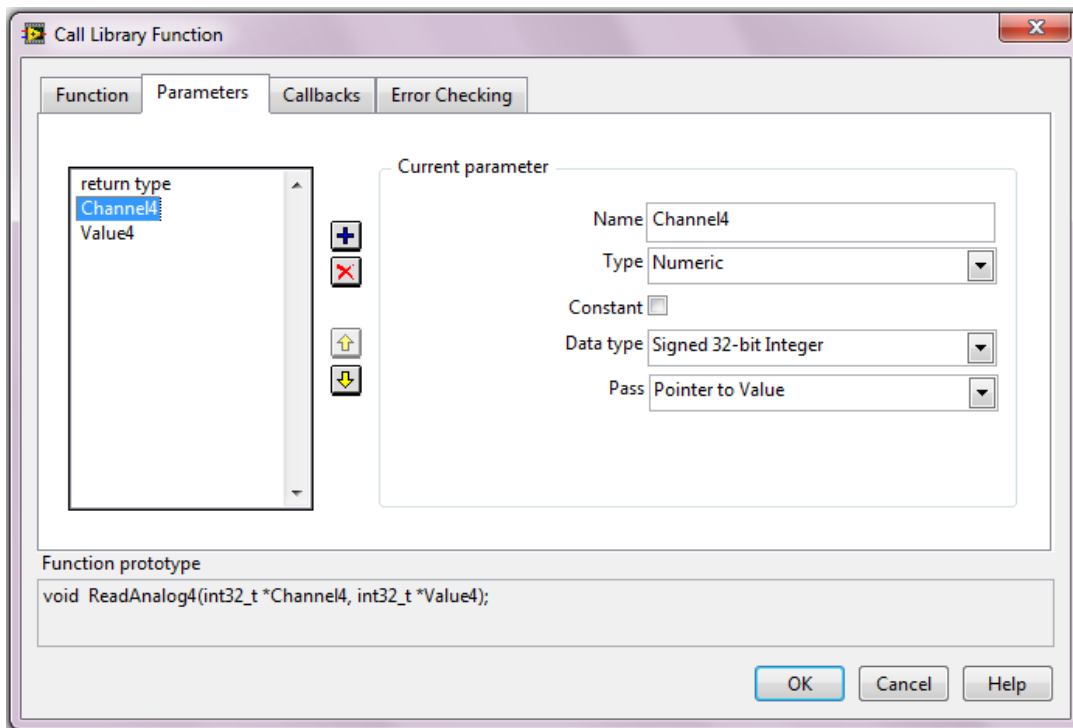 Call Library Function
Function Parameters Callbacks Error Checking
return type
Channel4
Value4
Current parameter
Name Channel4
Type Numeric
Constant
Data type Signed 32-bit Integer
Pass Pointer to Value
Function prototype
void ReadAnalog4(int32_t *Channel4, int32_t *Value4);
OK Cancel Help